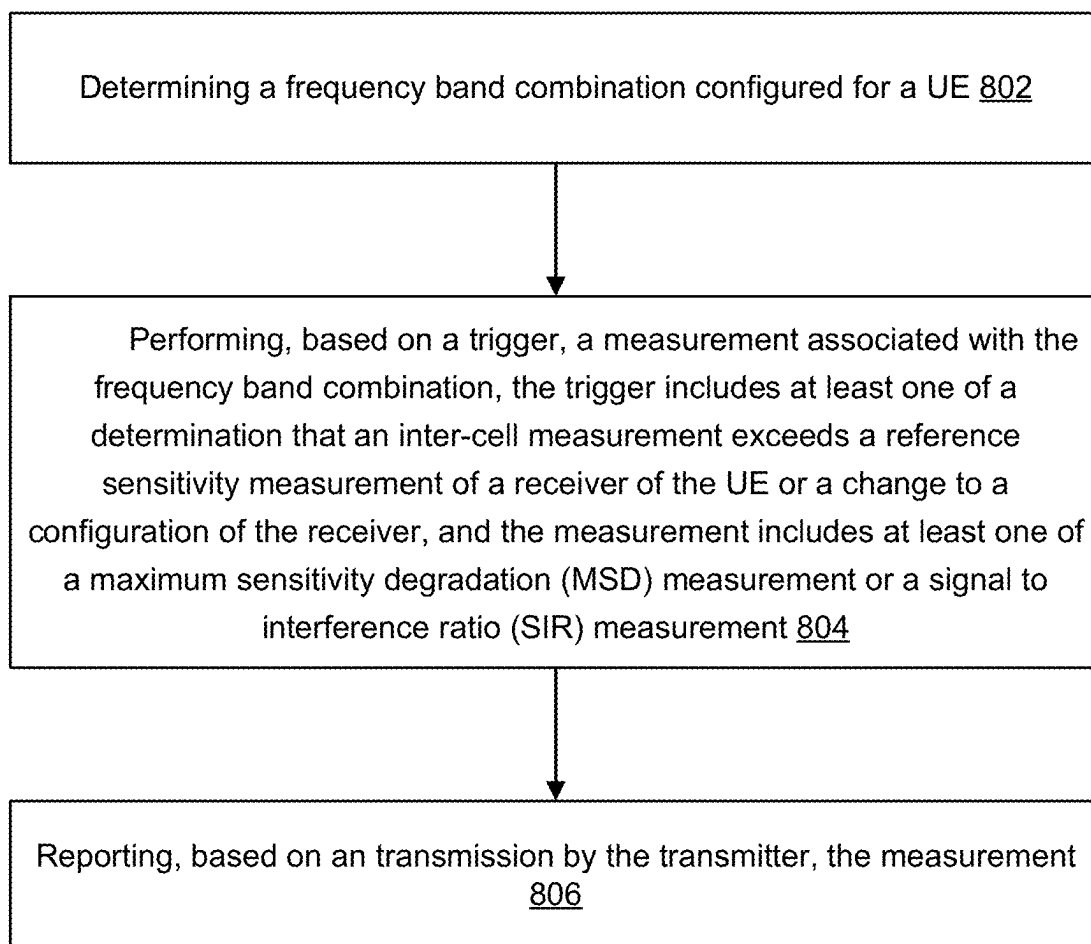 Determining a frequency band combination configured for a UE 802
Performing, based on a trigger, a measurement associated with the
frequency band combination, the trigger includes at least one of a
determination that an inter-cell measurement exceeds a reference
sensitivity measurement of a receiver of the UE or a change to a
configuration of the receiver, and the measurement includes at least one of
a maximum sensitivity degradation (MSD) measurement or a signal to
interference ratio (SIR) measurement 804
Reporting, based on an transmission by the transmitter, the measurement
806